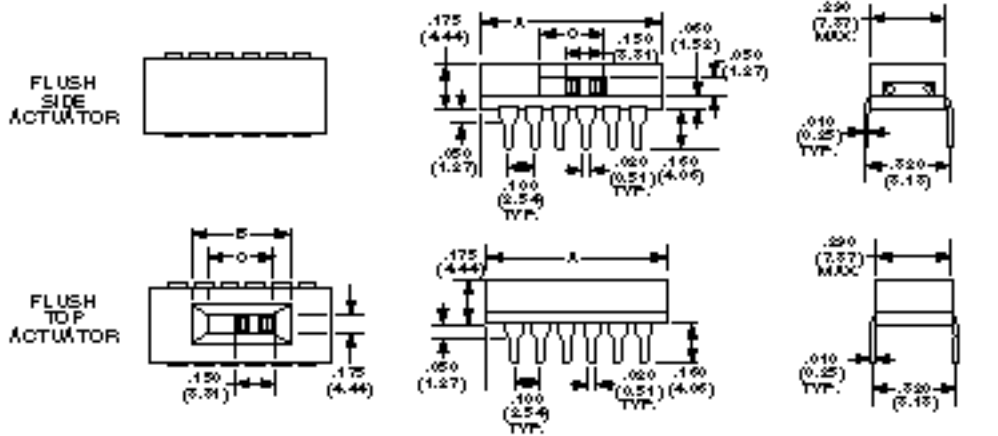 FLUSH
SIDE
ACTUATOR
.175
(4.44)
A
C
.150
(3.31)
.060
(1.52)
.050
(1.27)
.050
(1.27)
.100
(2.54)
TYP.
.020
(0.51)
TYP.
.160
(4.06)
.290
(7.37)
MAX.
.010
(0.25)
TYP.
.320
(8.13)
FLUSH
TOP
ACTUATOR
B
C
.150
(3.31)
.175
(4.44)
.175
(4.44)
A
.050
(1.27)
.100
(2.54)
TYP.
.020
(0.51)
TYP.
.160
(4.06)
.290
(7.37)
MAX
.010
(0.25)
TYP.
.320
(8.13)